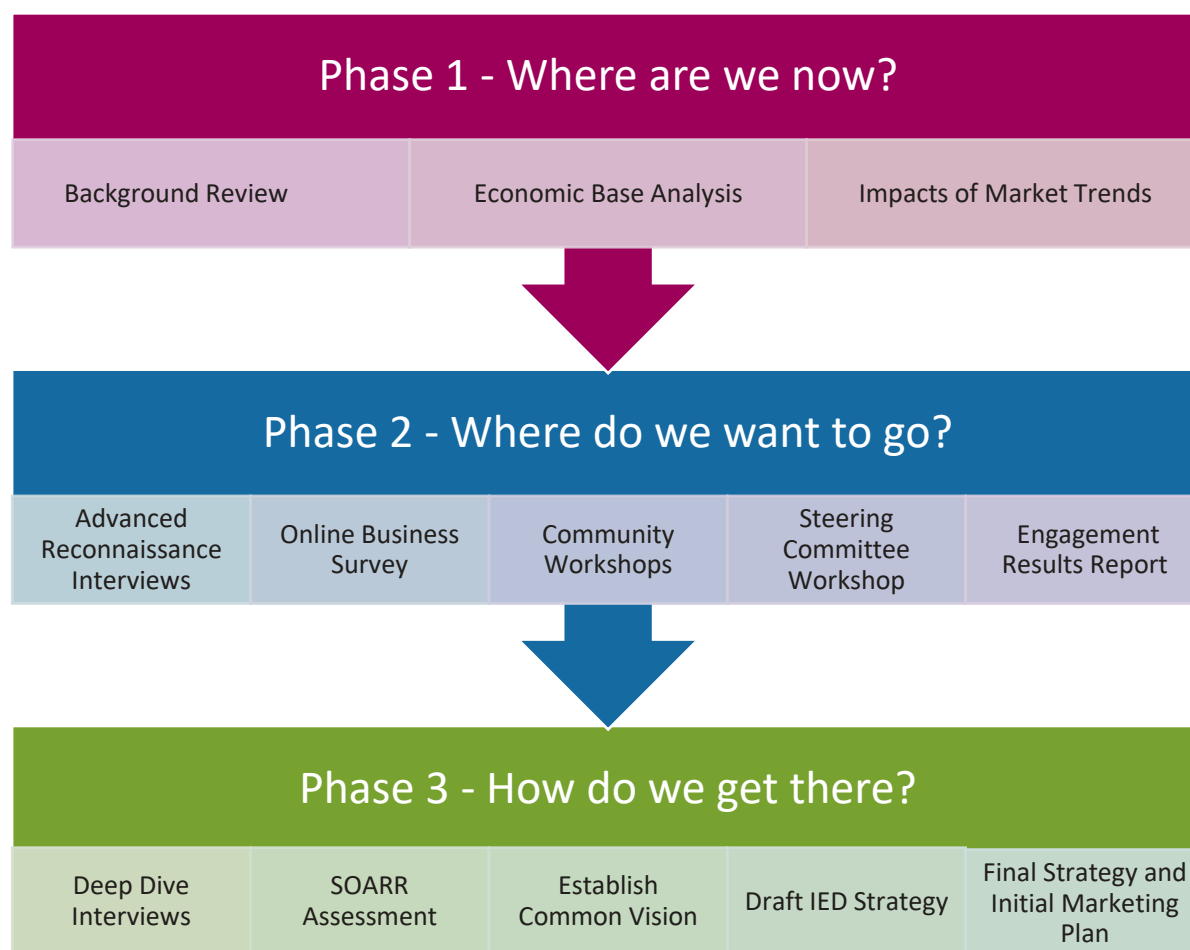 Phase 1 - Where are we now?
Background Review
Economic Base Analysis
Impacts of Market Trends
Phase 2 - Where do we want to go?
Advanced
Reconnaissance
Interviews
Online Business
Survey
Community
Workshops
Steering
Committee
Workshop
Engagement
Results Report
Phase 3 - How do we get there?
Deep Dive
Interviews
SOARR
Assessment
Establish
Common Vision
Draft IED Strategy
Final Strategy and
Initial Marketing
Plan